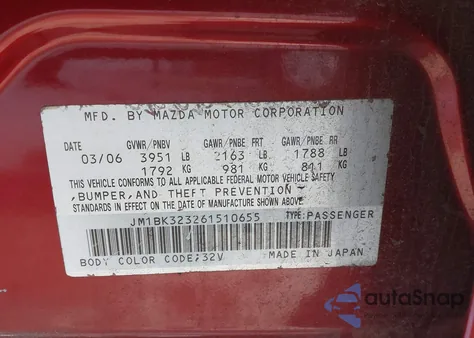 MFD. BY MAZDA MOTOR CORPORATION
DATE GVWR/PNBV GAWR/PNBE FRT GAWR/PNBE RR
03/06 3951 LB 2163 LB 1788 LB
1792 KG 981 KG 811 KG
THIS VEHICLE CONFORMS TO ALL APPLICABLE FEDERAL MOTOR VEHICLE SAFETY,
BUMPER, AND THEFT PREVENTION
STANDARDS IN EFFECT ON THE DATE OF MANUFACTURE SHOWN ABOVE.
JM1BK323261510655 TYPE:PASSENGER
BODY COLOR CODE:32V MADE IN JAPAN
autoSnap